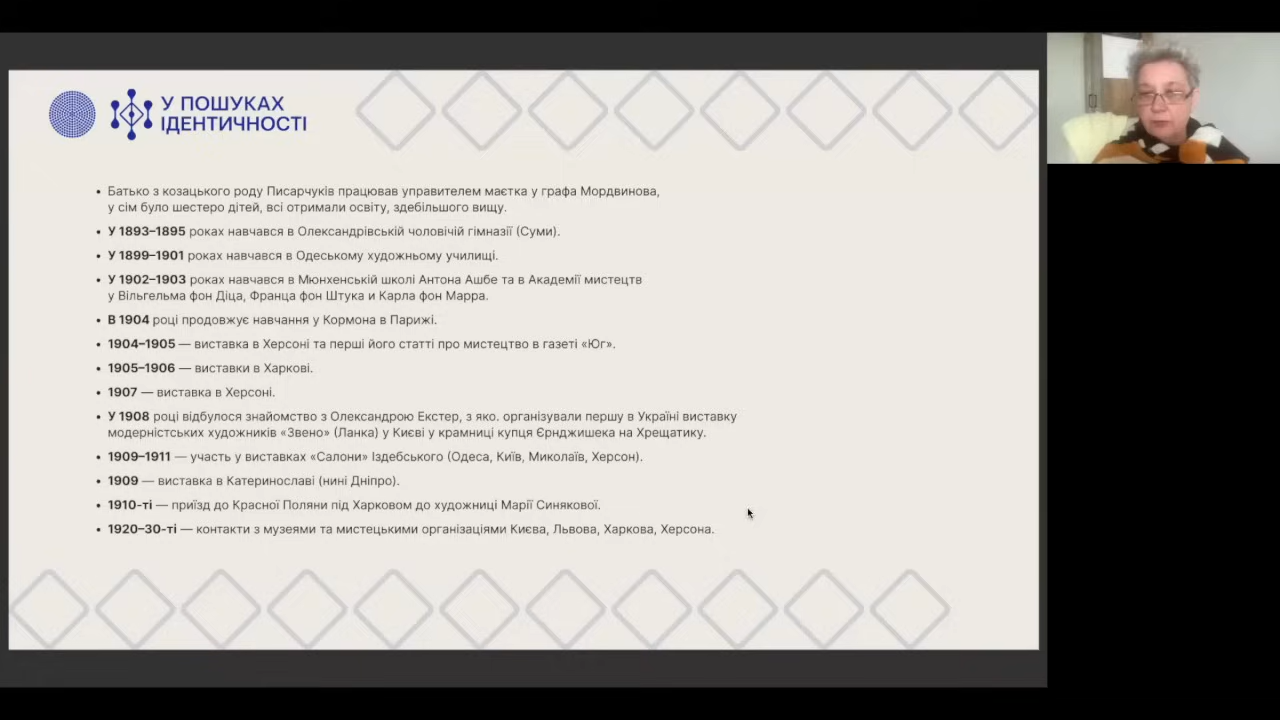 У ПОШУКАХ
ІДЕНТИЧНОСТІ
• Батько з козацького роду Писарчуків працював управителем маєтка у графа Мордвинова,
у сім було шестеро дітей, всі отримали освіту, здебільшого вищу.
• У 1893–1895 роках навчався в Олександрівській чоловічій гімназії (Суми).
• У 1899–1901 роках навчався в Одеському художньому училищі.
• У 1902–1903 роках навчався в Мюнхенській школі Антона Ашбе та в Академії мистецтв
у Вільгельма фон Діца, Франца фон Штука и Карла фон Марра.
• В 1904 році продовжує навчання у Кормона в Парижі.
• 1904–1905 — виставка в Херсоні та перші його статті про мистецтво в газеті «Юг».
• 1905–1906 — виставки в Харкові.
• 1907 — виставка в Херсоні.
• У 1908 році відбулося знайомство з Олександрою Екстер, з яко. організували першу в Україні виставку
модерністських художників «Звено» (Ланка) у Києві у крамниці купця Єрнджишека на Хрещатику.
• 1909–1911 — участь у виставках «Салони» Іздебського (Одеса, Київ, Миколаїв, Херсон).
• 1909 — виставка в Катеринославі (нині Дніпро).
• 1910-ті — приїзд до Красної Поляни під Харковом до художниці Марії Синякової.
• 1920–30-ті — контакти з музеями та мистецькими організаціями Києва, Львова, Харкова, Херсона.